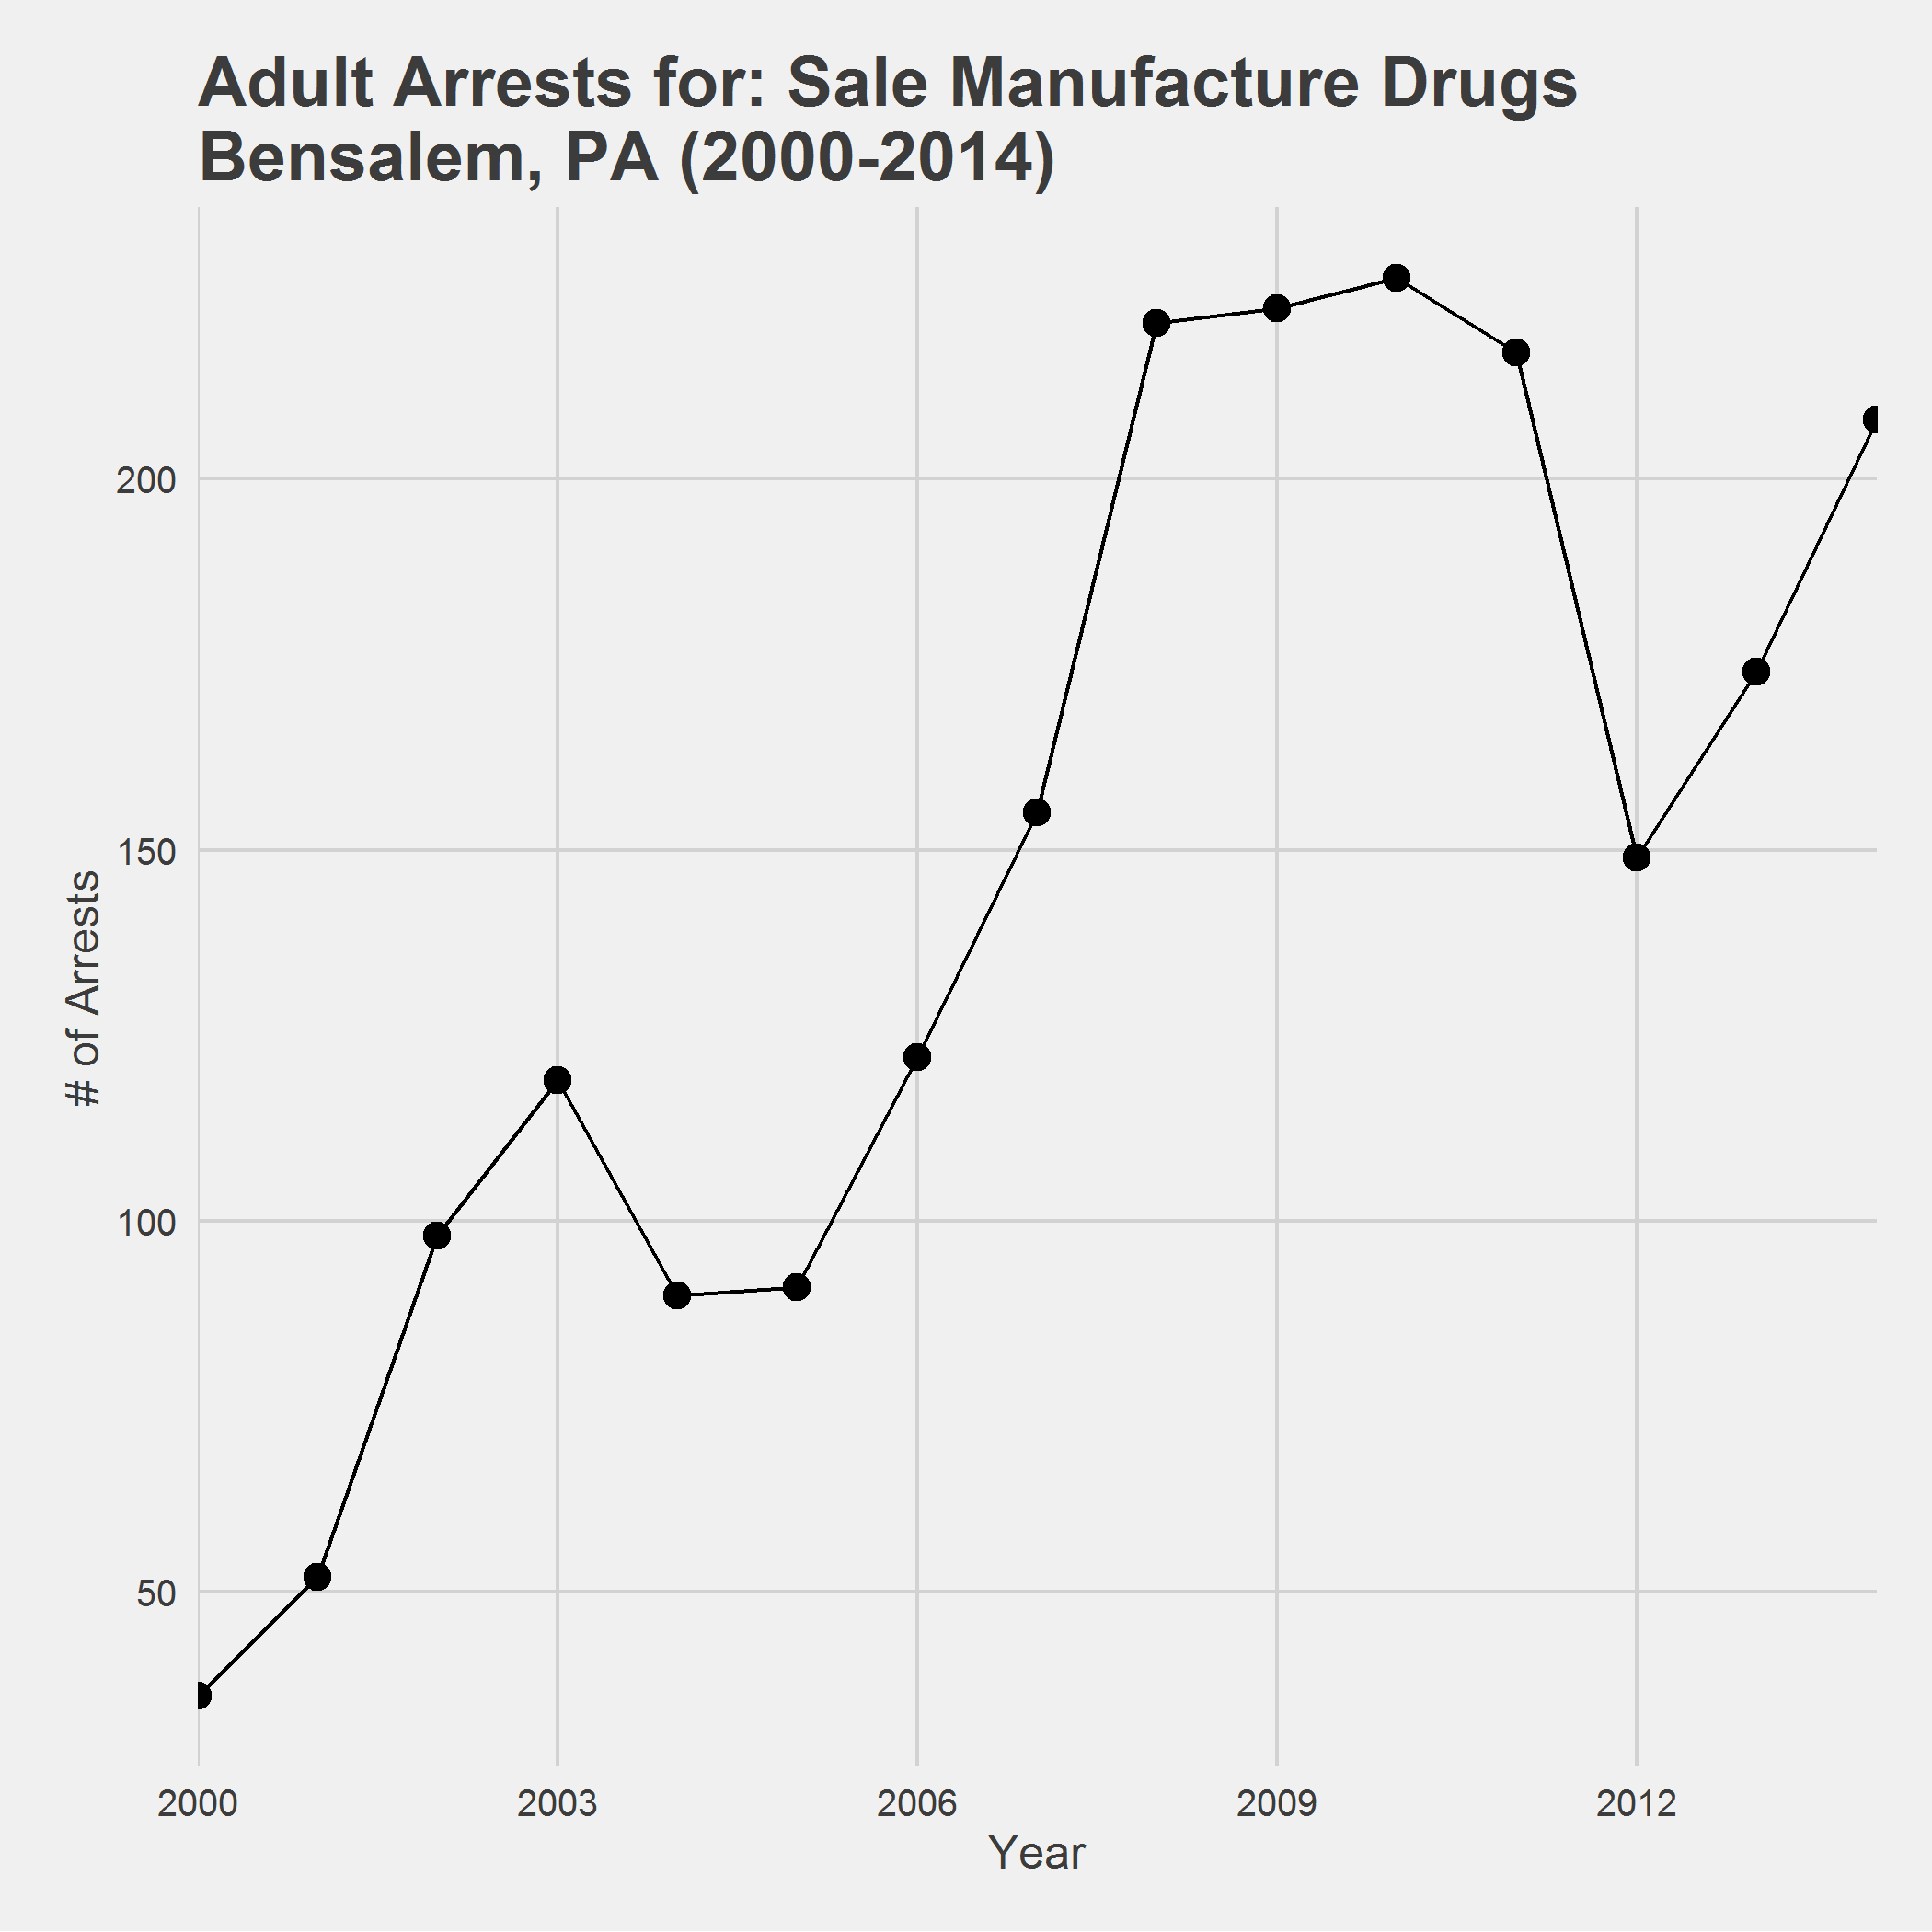 Adult Arrests for: Sale Manufacture Drugs
Bensalem, PA (2000-2014)
200
150
100
50
# of Arrests
2000 2003 2006 2009 2012
Year